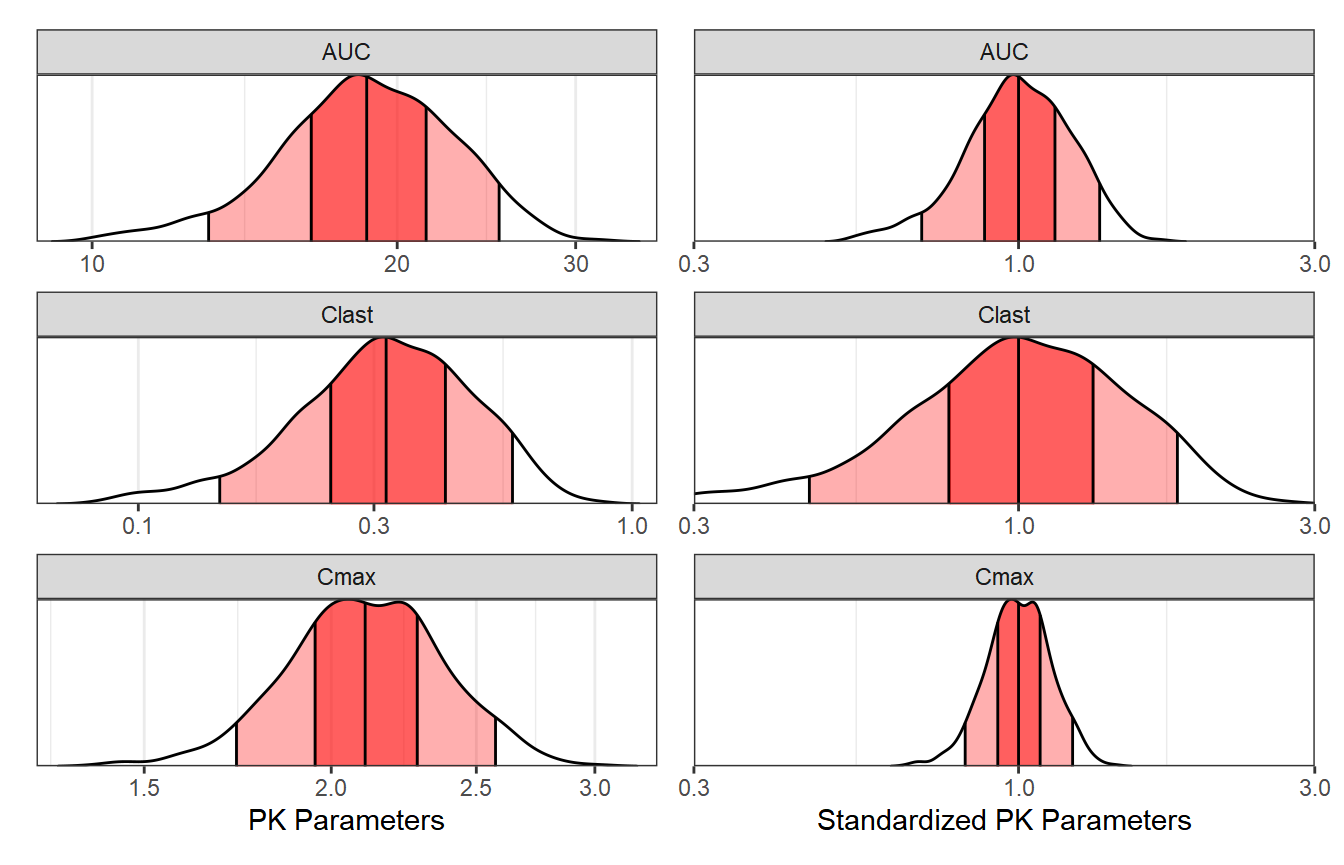 AUC AUC
10 20 30 0.3 1.0 3.0
Clast Clast
0.1 0.3 1.0 0.3 1.0 3.0
Cmax Cmax
1.5 2.0 2.5 3.0 0.3 1.0 3.0
PK Parameters Standardized PK Parameters